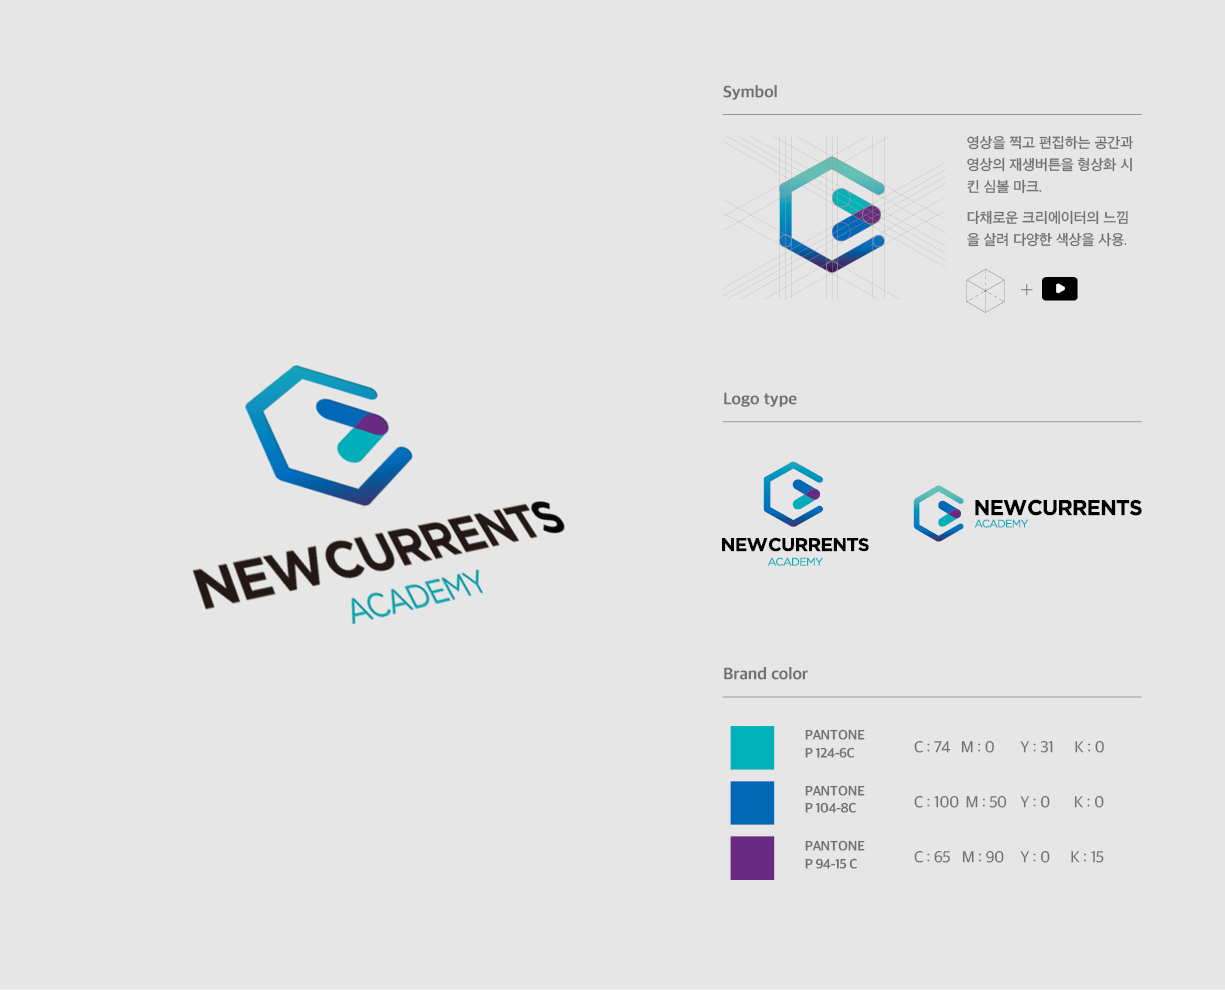 NEWCURRENTS
ACADEMY
Symbol
영상을 찍고 편집하는 공간과
영상의 재생버튼을 형상화 시
킨 심볼 마크.
다채로운 크리에이터의 느낌
을 살려 다양한 색상을 사용.
+
Logo type
NEWCURRENTS
ACADEMY
NEWCURRENTS
ACADEMY
Brand color
PANTONE
P 124-6C
C : 74 M : 0 Y : 31 K : 0
PANTONE
P 104-8C
C : 100 M : 50 Y : 0 K : 0
PANTONE
P 94-15 C
C : 65 M : 90 Y : 0 K : 15